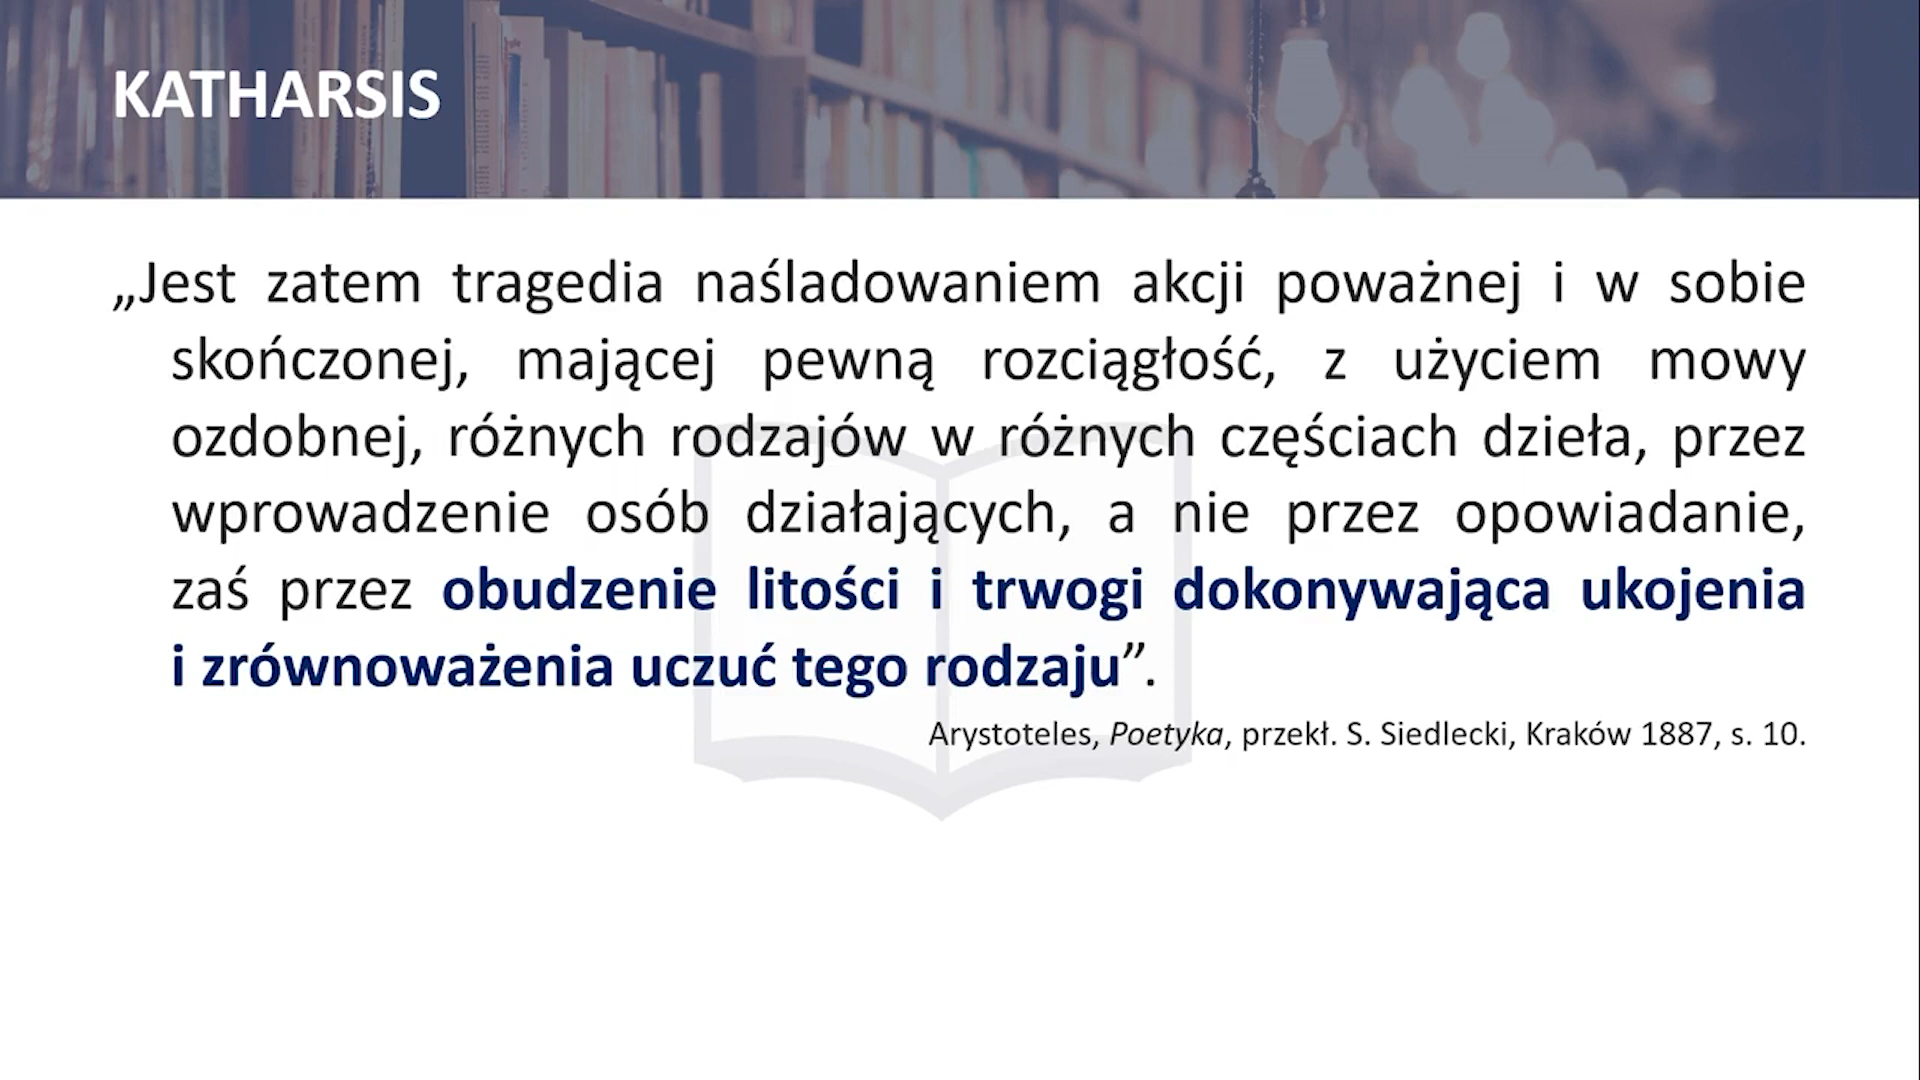 KATHARSIS
„Jest zatem tragedia naśladowaniem akcji poważnej i w sobie
skończonej, mającej pewną rozciągłość, z użyciem mowy
ozdobnej, różnych rodzajów w różnych częściach dzieła, przez
wprowadzenie osób działających, a nie przez opowiadanie,
zaś przez obudzenie litości i trwogi dokonywająca ukojenia
i zrównoważenia uczuć tego rodzaju”.
Arystoteles, Poetyka, przekł. S. Siedlecki, Kraków 1887, s. 10.